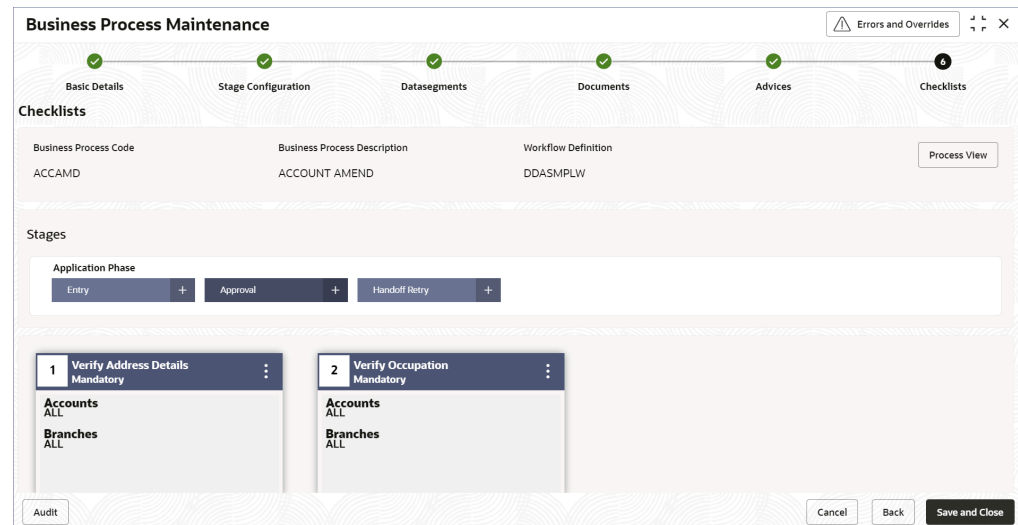 Business Process Maintenance
Errors and Overrides
6
Basic Details Stage Configuration Datasegments Documents Advices Checklists
Checklists
Business Process Code Business Process Description Workflow Definition
Process View
ACCAMD ACCOUNT AMEND DDASMPLW
Stages
Application Phase
Entry + Approval + Handoff Retry +
1 Verify Address Details
Mandatory
Accounts
ALL
Branches
ALL
2 Verify Occupation
Mandatory
Accounts
ALL
Branches
ALL
Audit Cancel Back Save and Close